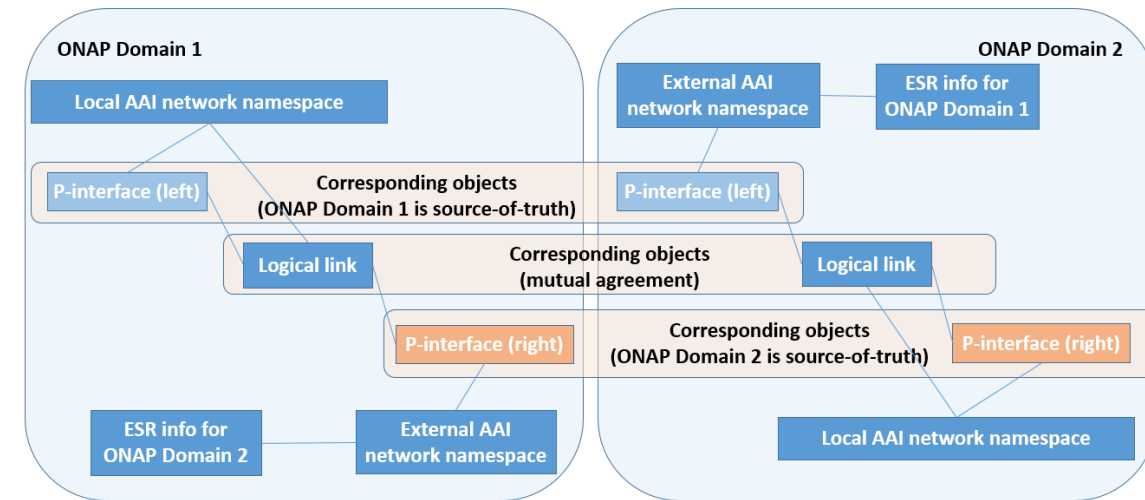 ONAP Domain 1
Local AAI network namespace
P-interface (left)
Corresponding objects
(ONAP Domain 1 is source-of-truth)
Logical link
Corresponding objects
(mutual agreement)
P-interface (right)
ESR info for
ONAP Domain 2
External AAI
network namespace
ONAP Domain 2
External AAI
network namespace
ESR info for
ONAP Domain 1
P-interface (left)
Logical link
Corresponding objects
(ONAP Domain 2 is source-of-truth)
P-interface (right)
Local AAI network namespace